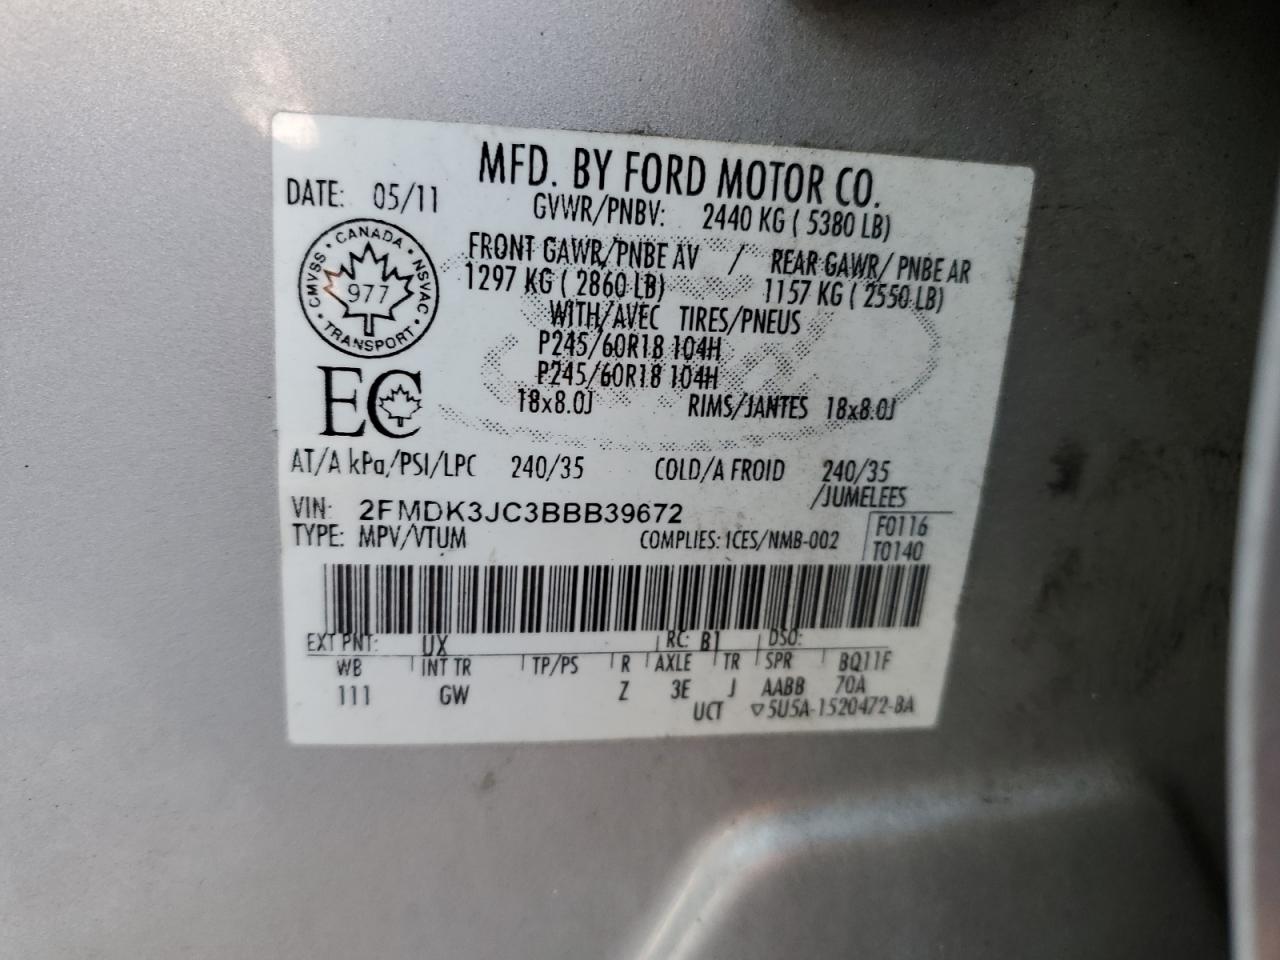 MFD. BY FORD MOTOR CO.
DATE: 05/11
GVWR/PNBV: 2440 KG ( 5380 LB)
CMVSS · CANADA · NSVAC · TRANSPORT ·
977
FRONT GAWR/PNBE AV / REAR GAWR/ PNBE AR
1297 KG ( 2860 LB) 1157 KG ( 2550 LB)
WITH/AVEC TIRES/PNEUS
P245/60R18 104H
P245/60R18 104H
18x8.0J RIMS/JANTES 18x8.0J
EC
AT/A kPa/PSI/LPC 240/35 COLD/A FROID 240/35
/JUMELEES
VIN: 2FMDK3JC3BBB39672
TYPE: MPV/VTUM COMPLIES: ICES/NMB-002
F0116
T0140
EXT PNT: UX RC: B1 DSO:
WB INT TR TP/PS R AXLE TR SPR BQ11F
111 GW Z 3E J AABB 70A
UCT ▽5U5A-1520472-BA